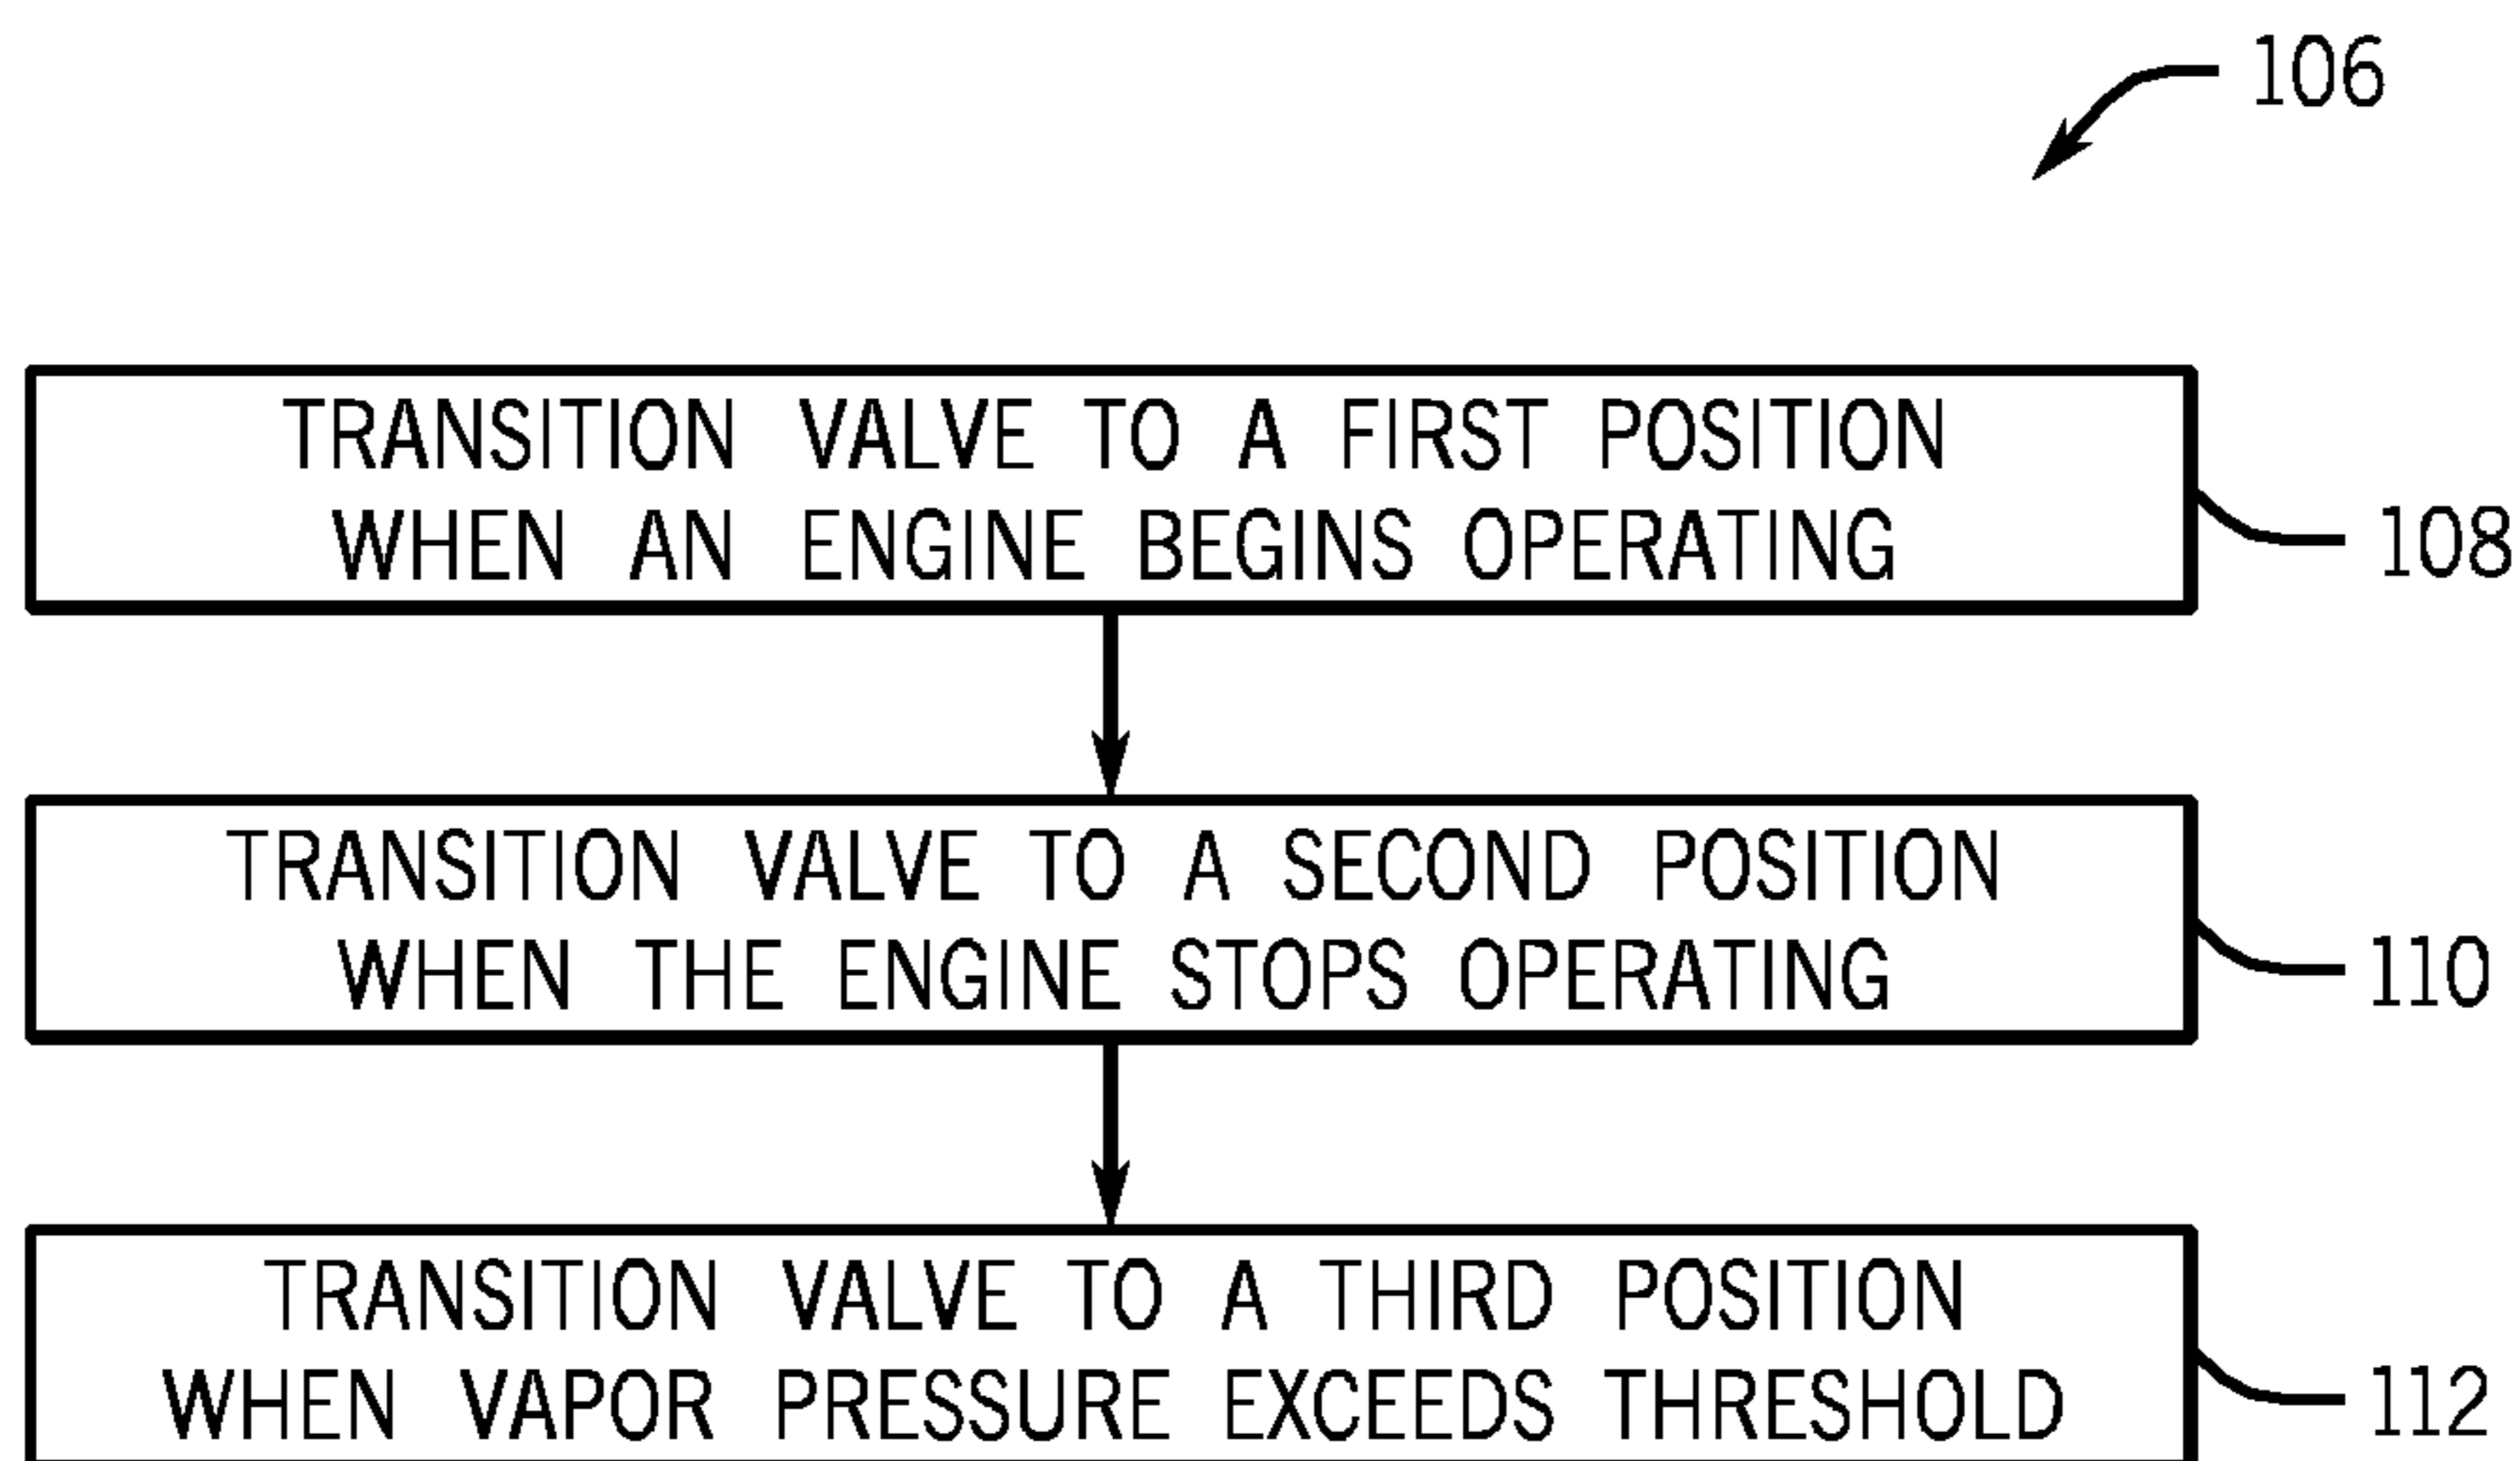 106
TRANSITION VALVE TO A FIRST POSITION
WHEN AN ENGINE BEGINS OPERATING
108
TRANSITION VALVE TO A SECOND POSITION
WHEN THE ENGINE STOPS OPERATING
110
TRANSITION VALVE TO A THIRD POSITION
WHEN VAPOR PRESSURE EXCEEDS THRESHOLD
112